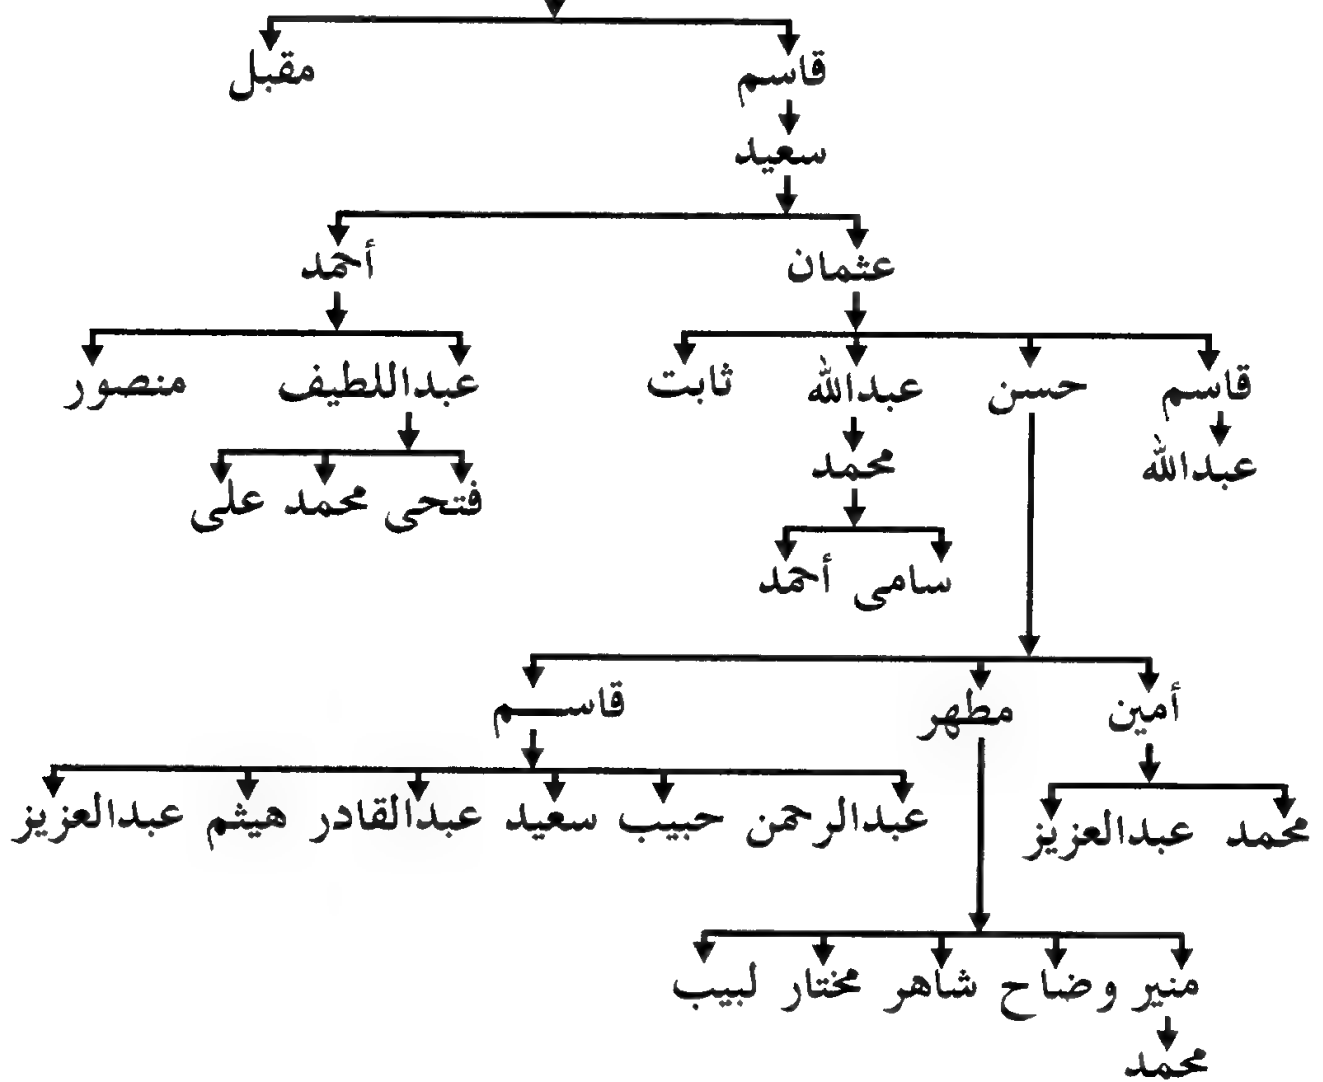 قاسم مقبل
سعيد
عثمان أحمد
قاسم حسن عبدالله ثابت عبداللطيف منصور
عبدالله محمد فتحى محمد على
سامى أحمد
أمين مطهر قاسم
محمد عبدالعزيز عبدالرحمن حبيب سعيد عبدالقادر هيثم عبدالعزيز
منير وضاح شاهر مختار لبيب
محمد